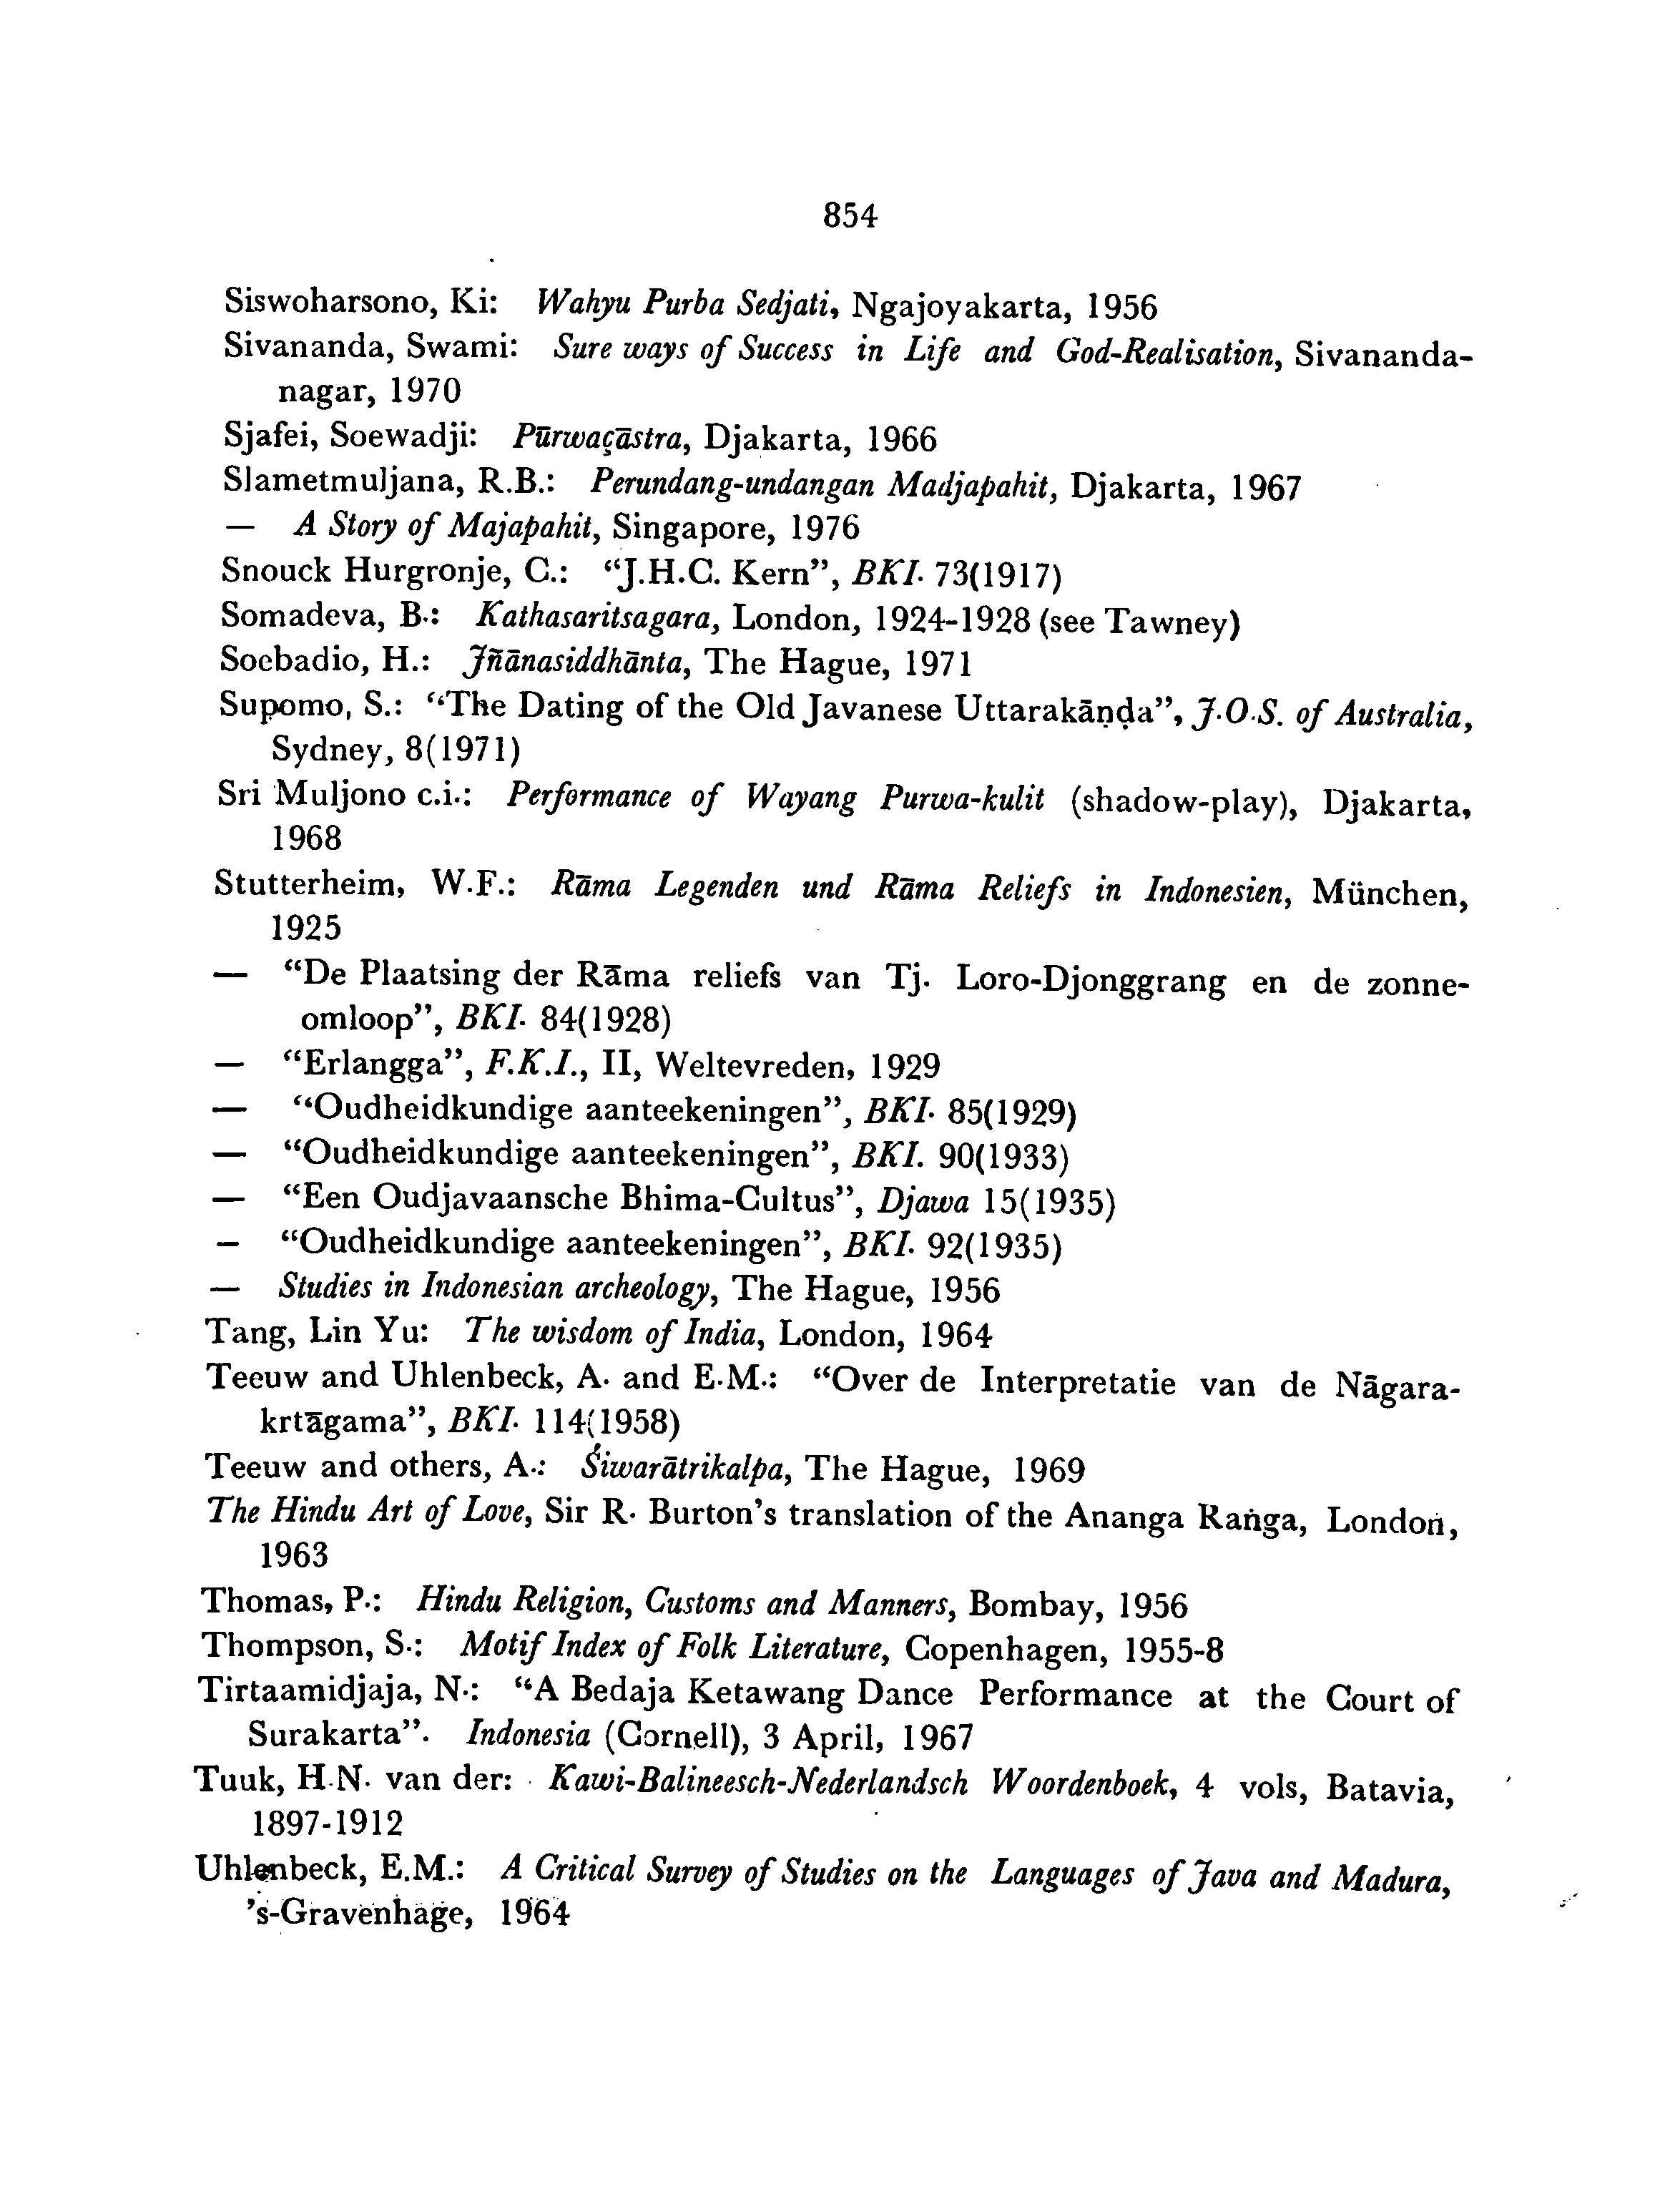 854
Siswoharsono, Ki: Wahyu Purba Sedjati, Ngajoyakarta, 1956
Sivananda, Swami: Sure ways of Success in Life and God-Realisation, Sivananda-
nagar, 1970
Sjafei, Soewadji: Pūrwaçāstra, Djakarta, 1966
Slametmuljana, R.B.: Perundang-undangan Madjapahit, Djakarta, 1967
— A Story of Majapahit, Singapore, 1976
Snouck Hurgronje, C.: “J.H.C. Kern”, BKI. 73(1917)
Somadeva, B.: Kathasaritsagara, London, 1924-1928 (see Tawney)
Soebadio, H.: Jñānasiddhānta, The Hague, 1971
Supomo, S.: “The Dating of the Old Javanese Uttarakāṇḍa”, J.O.S. of Australia,
Sydney, 8(1971)
Sri Muljono c.i.: Performance of Wayang Purwa-kulit (shadow-play), Djakarta,
1968
Stutterheim, W.F.: Rāma Legenden und Rāma Reliefs in Indonesien, München,
1925
— “De Plaatsing der Rāma reliefs van Tj. Loro-Djonggrang en de zonne-
omloop”, BKI. 84(1928)
— “Erlangga”, F.K.I., II, Weltevreden, 1929
— “Oudheidkundige aanteekeningen”, BKI. 85(1929)
— “Oudheidkundige aanteekeningen”, BKI. 90(1933)
— “Een Oudjavaansche Bhima-Cultus”, Djawa 15(1935)
– “Oudheidkundige aanteekeningen”, BKI. 92(1935)
— Studies in Indonesian archeology, The Hague, 1956
Tang, Lin Yu: The wisdom of India, London, 1964
Teeuw and Uhlenbeck, A. and E.M.: “Over de Interpretatie van de Nāgara-
krtāgama”, BKI. 114(1958)
Teeuw and others, A.: Śiwarātrikalpa, The Hague, 1969
The Hindu Art of Love, Sir R. Burton’s translation of the Ananga Raṅga, London,
1963
Thomas, P.: Hindu Religion, Customs and Manners, Bombay, 1956
Thompson, S.: Motif Index of Folk Literature, Copenhagen, 1955-8
Tirtaamidjaja, N.: “A Bedaja Ketawang Dance Performance at the Court of
Surakarta”. Indonesia (Cornell), 3 April, 1967
Tuuk, H.N. van der: Kawi-Balineesch-Nederlandsch Woordenboek, 4 vols, Batavia,
1897-1912
Uhlenbeck, E.M.: A Critical Survey of Studies on the Languages of Java and Madura,
’s-Gravenhage, 1964